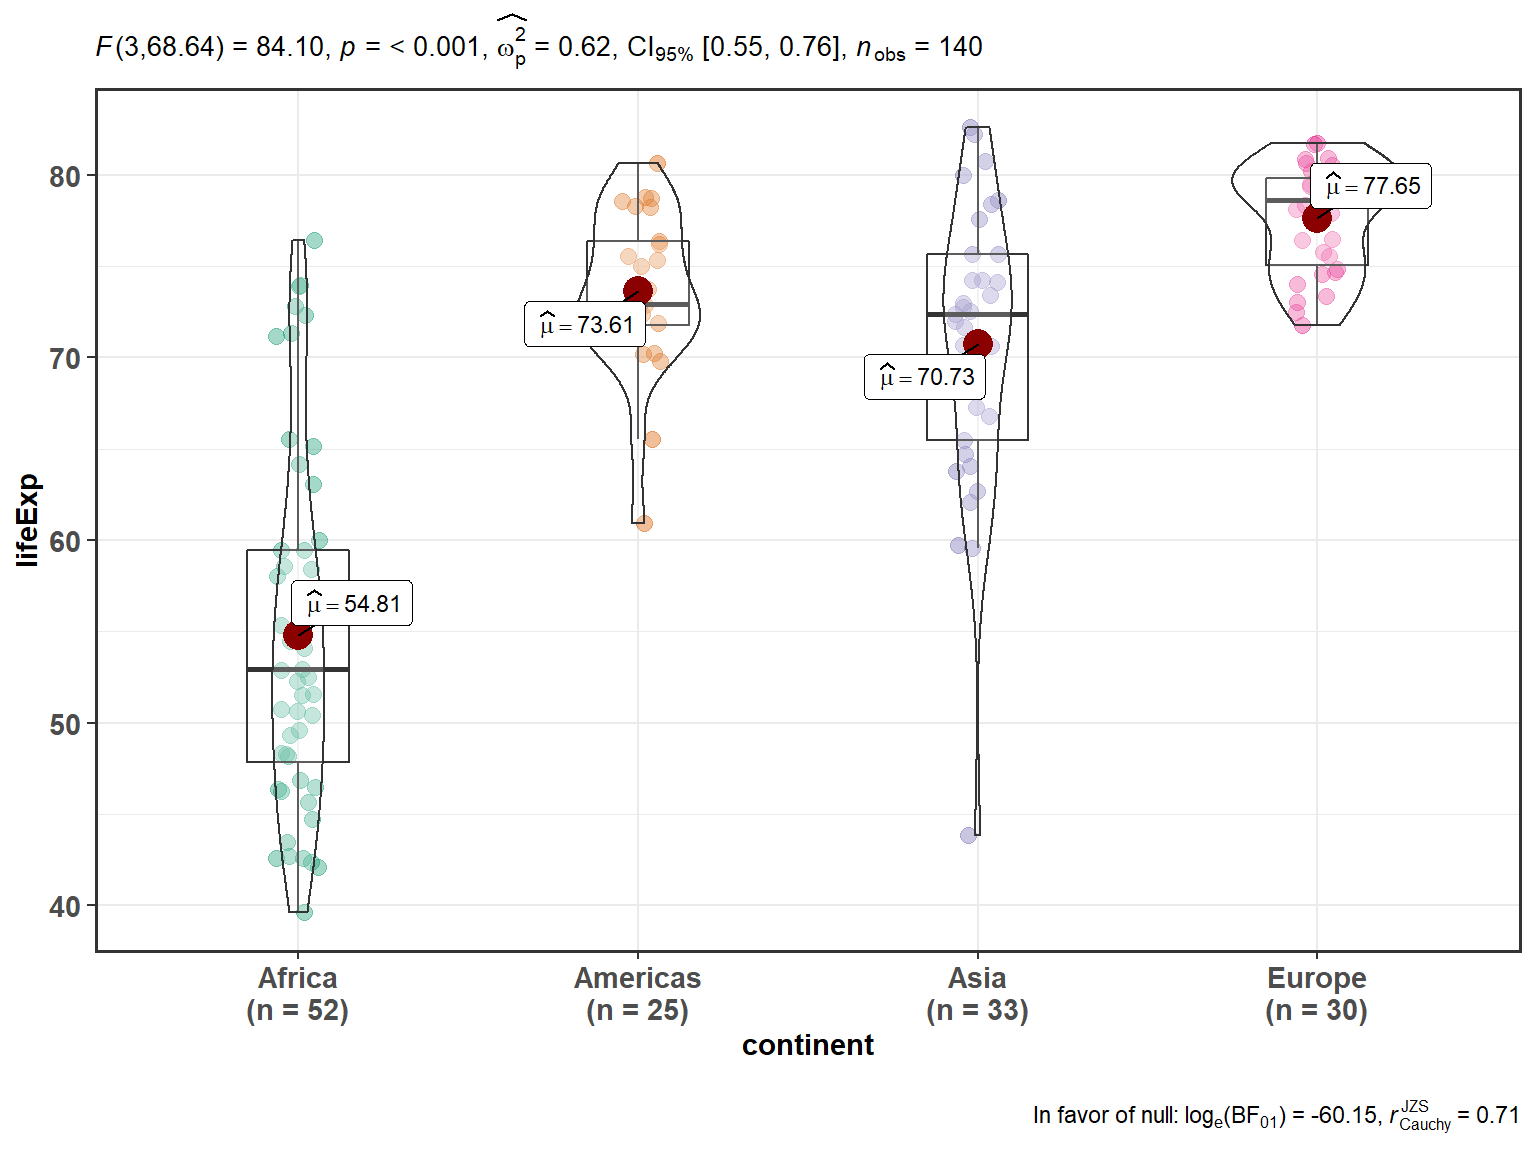 F(3,68.64) = 84.10, p = < 0.001, ω̂²ₚ = 0.62, CI₉₅% [0.55, 0.76], nobs = 140
80
70
60
50
40
lifeExp
μ̂ = 54.81
μ̂ = 73.61
μ̂ = 70.73
μ̂ = 77.65
Africa
(n = 52)
Americas
(n = 25)
Asia
(n = 33)
Europe
(n = 30)
continent
In favor of null: logₑ(BF₀₁) = -60.15, r JZS Cauchy = 0.71